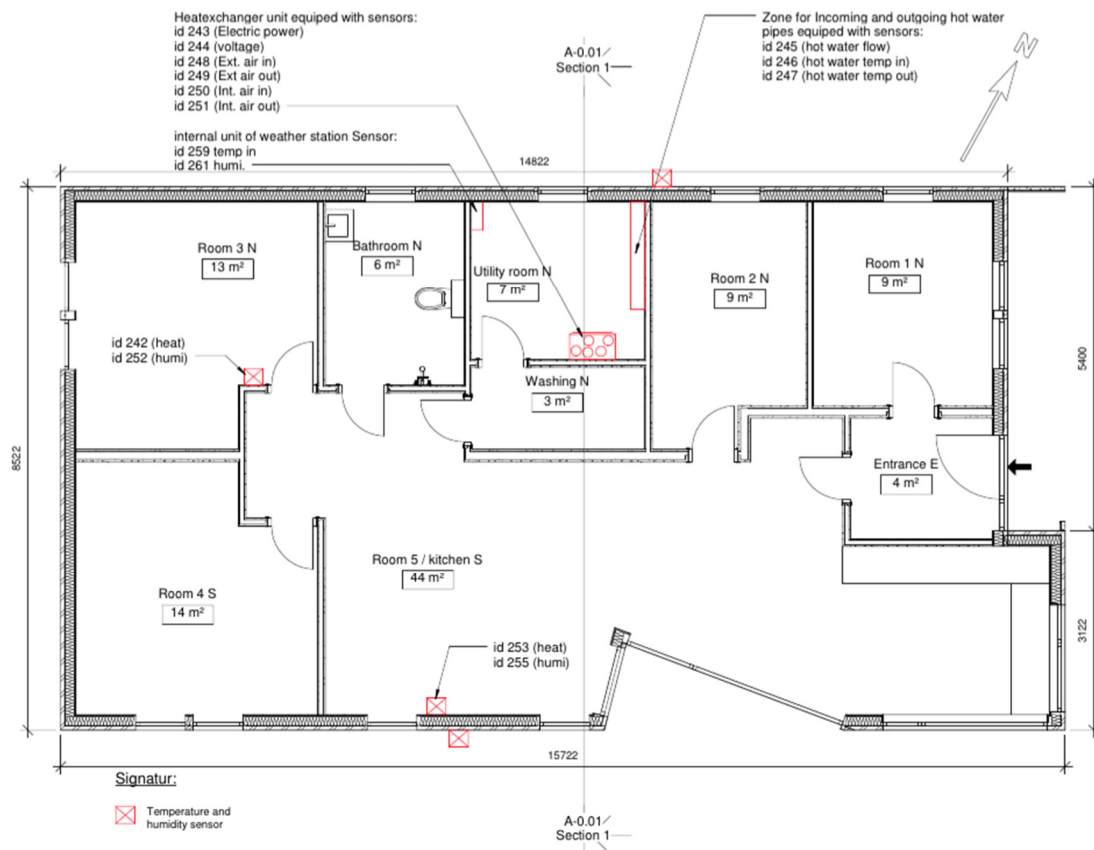 Heatexchanger unit equiped with sensors:
id 243 (Electric power)
id 244 (voltage)
id 248 (Ext. air in)
id 249 (Ext air out)
id 250 (Int. air in)
id 251 (Int. air out)
internal unit of weather station Sensor:
id 259 temp in
id 261 humi.
A-0.01
Section 1
Zone for Incoming and outgoing hot water
pipes equiped with sensors:
id 245 (hot water flow)
id 246 (hot water temp in)
id 247 (hot water temp out)
N
14822
Room 3 N
13 m²
Bathroom N
6 m²
Utility room N
7 m²
Room 2 N
9 m²
Room 1 N
9 m²
id 242 (heat)
id 252 (humi)
Washing N
3 m²
5400
8522
Entrance E
4 m²
Room 5 / kitchen S
44 m²
Room 4 S
14 m²
id 253 (heat)
id 255 (humi)
3122
15722
Signatur:
Temperature and
humidity sensor
A-0.01
Section 1